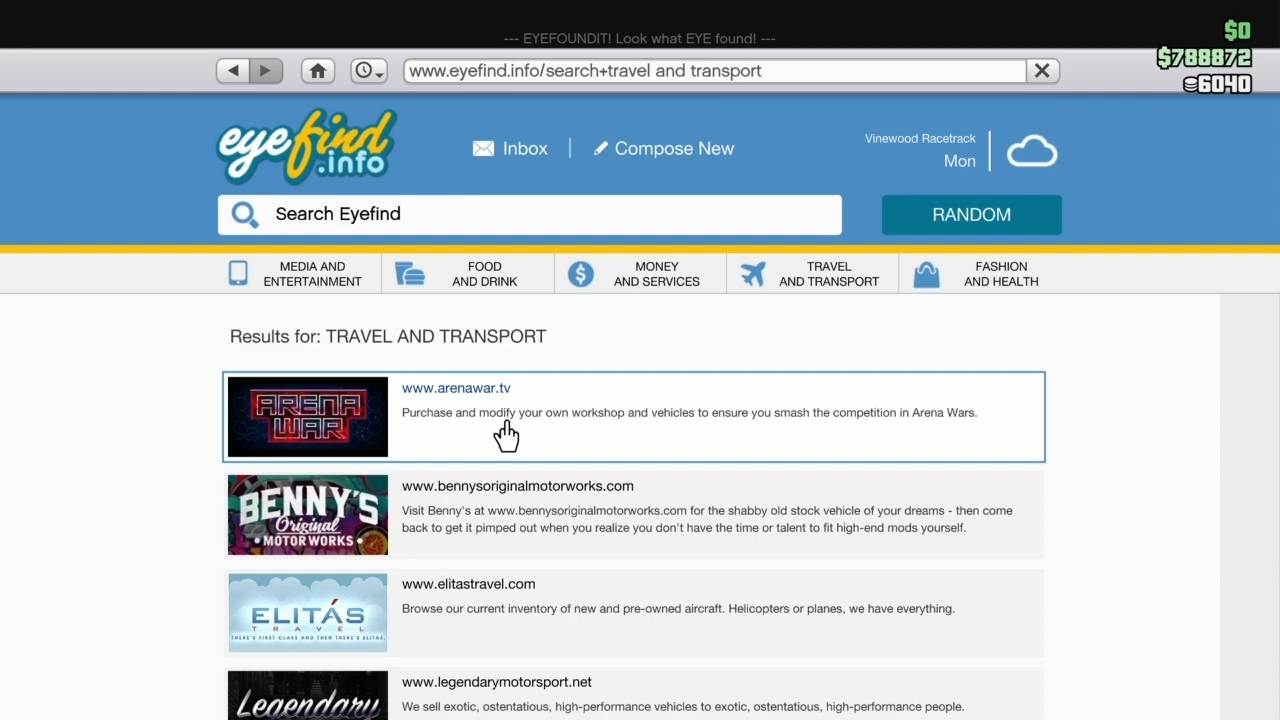 --- EYEFOUNDIT! Look what EYE found! ---
$0
$788872
6040
www.eyefind.info/search+travel and transport
eyefind
.info
Inbox
Compose New
Vinewood Racetrack
Mon
Search Eyefind
RANDOM
MEDIA AND
ENTERTAINMENT
FOOD
AND DRINK
MONEY
AND SERVICES
TRAVEL
AND TRANSPORT
FASHION
AND HEALTH
Results for: TRAVEL AND TRANSPORT
ARENA
WAR
www.arenawar.tv
Purchase and modify your own workshop and vehicles to ensure you smash the competition in Arena Wars.
BENNY'S
Original
• MOTOR WORKS •
www.bennysoriginalmotorworks.com
Visit Benny's at www.bennysoriginalmotorworks.com for the shabby old stock vehicle of your dreams - then come
back to get it pimped out when you realize you don't have the time or talent to fit high-end mods yourself.
ELITÁS
TRAVEL
THERE'S FIRST CLASS AND THEN THERE'S ELITAS.
www.elitastravel.com
Browse our current inventory of new and pre-owned aircraft. Helicopters or planes, we have everything.
Legendary
www.legendarymotorsport.net
We sell exotic, ostentatious, high-performance vehicles to exotic, ostentatious, high-performance people.